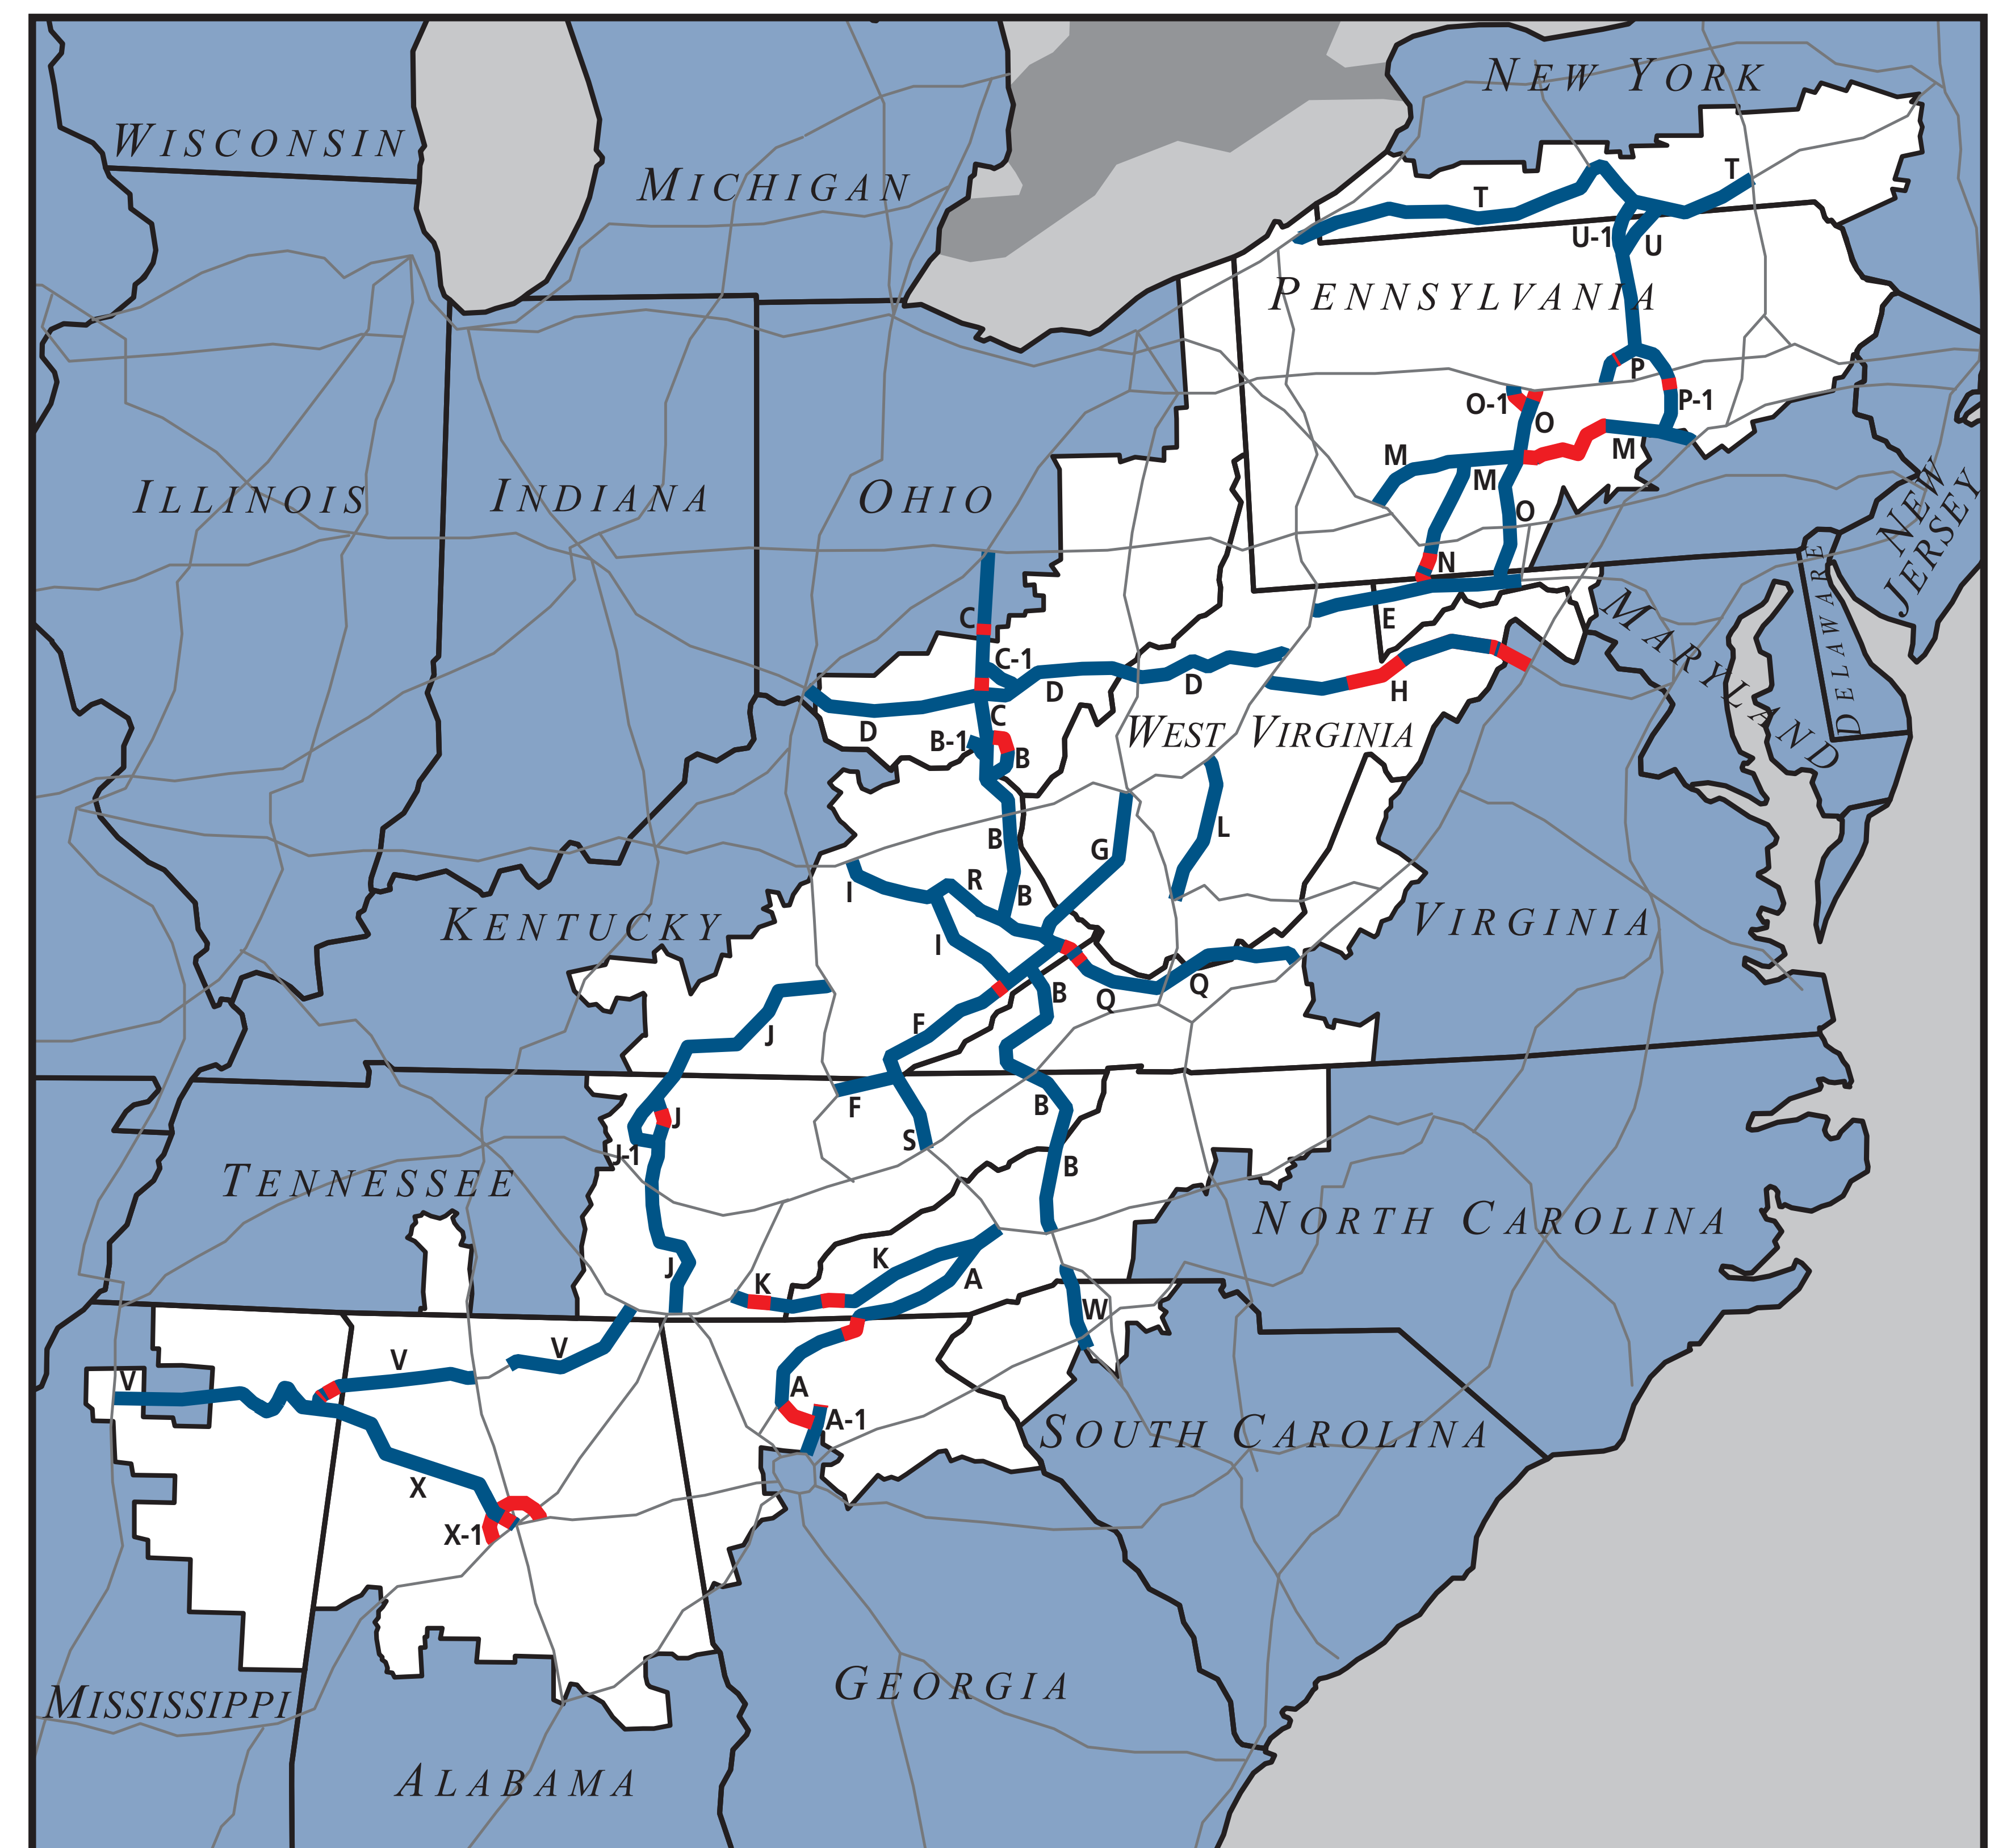 NEW YORK
WISCONSIN
MICHIGAN
T
T
U-1
U
PENNSYLVANIA
P
O-1
P-1
O
M
M
M
NEW
JERSEY
ILLINOIS
INDIANA
OHIO
O
N
DELAWARE
C
E
MARYLAND
C-1
D
D
H
C
D
B-1
WEST VIRGINIA
B
L
B
G
R
I
B
KENTUCKY
VIRGINIA
I
Q
B
Q
F
J
B
F
J
S
J-1
B
TENNESSEE
NORTH CAROLINA
K
J
A
K
W
V
V
V
A
A-1
SOUTH CAROLINA
X
X-1
GEORGIA
MISSISSIPPI
ALABAMA